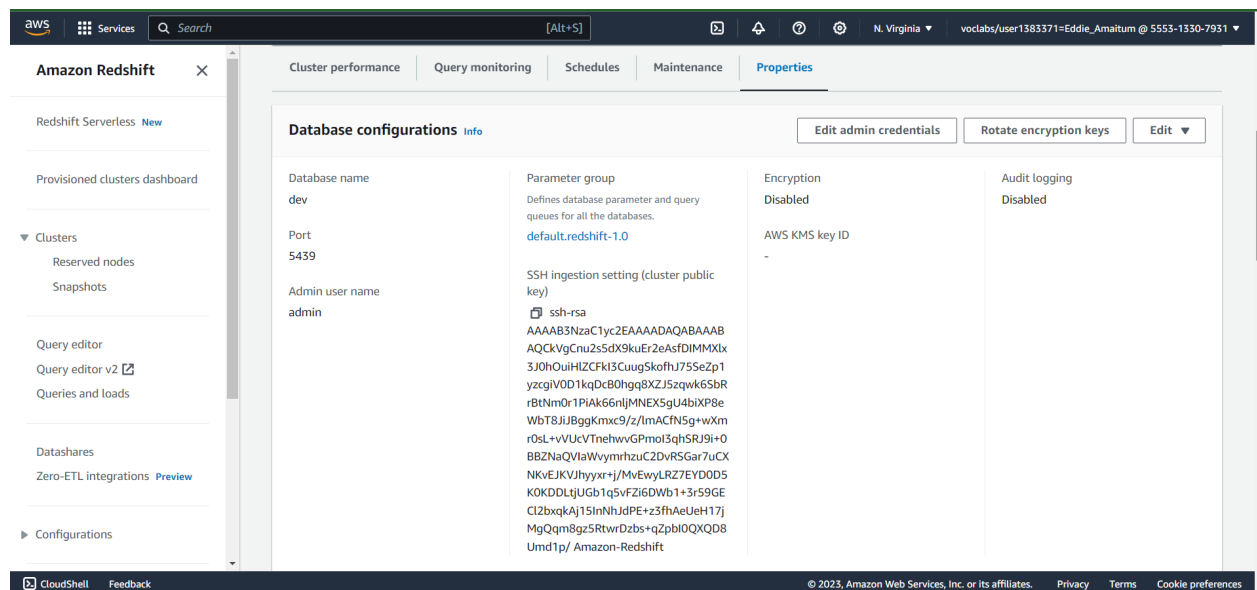 aws
Services
Search
[Alt+S]
N. Virginia
voclabs/user1383371=Eddie_Amaitum @ 5553-1330-7931
Amazon Redshift
Redshift Serverless New
Provisioned clusters dashboard
Clusters
Reserved nodes
Snapshots
Query editor
Query editor v2
Queries and loads
Datashares
Zero-ETL integrations Preview
Configurations
Cluster performance
Query monitoring
Schedules
Maintenance
Properties
Database configurations Info
Edit admin credentials
Rotate encryption keys
Edit
Database name
dev
Port
5439
Admin user name
admin
Parameter group
Defines database parameter and query
queues for all the databases.
default.redshift-1.0
SSH ingestion setting (cluster public
key)
ssh-rsa
AAAAB3NzaC1yc2EAAAADAQABAAAB
AQCkVgCnu2s5dX9kuEr2eAsfDIMMXlx
3J0hOuiHlZCFkI3CuugSkofhJ75SeZp1
yzcgiV0D1kqDcB0hgq8XZJ5zqwk6SbR
rBtNm0r1PiAk66nljMNEX5gU4biXP8e
WbT8JiJBggKmxc9/z/lmACfN5g+wXm
r0sL+vVUcVTnehwvGPmoI3qhSRJ9i+0
BBZNaQVIaWvymrhzuC2DvRSGar7uCX
NKvEJKVJhyyxr+j/MvEwyLRZ7EYD0D5
K0KDDLtjUGb1q5vFZi6DWb1+3r59GE
Cl2bxqkAj15InNhJdPE+z3fhAeUeH17j
MgQqm8gz5RtwrDzbs+qZpbI0QXQD8
Umd1p/ Amazon-Redshift
Encryption
Disabled
AWS KMS key ID
-
Audit logging
Disabled
CloudShell
Feedback
© 2023, Amazon Web Services, Inc. or its affiliates.
Privacy
Terms
Cookie preferences